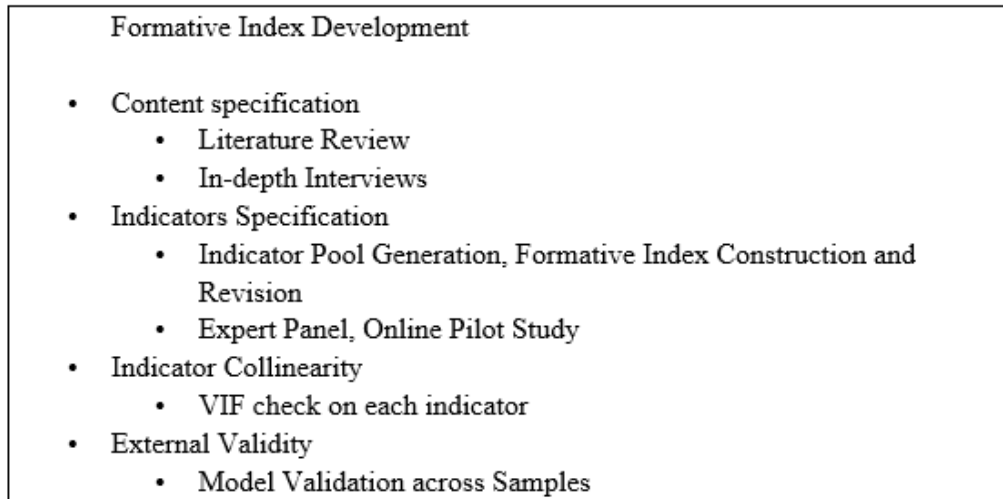 Formative Index Development
• Content specification
• Literature Review
• In-depth Interviews
• Indicators Specification
• Indicator Pool Generation, Formative Index Construction and
Revision
• Expert Panel, Online Pilot Study
• Indicator Collinearity
• VIF check on each indicator
• External Validity
• Model Validation across Samples